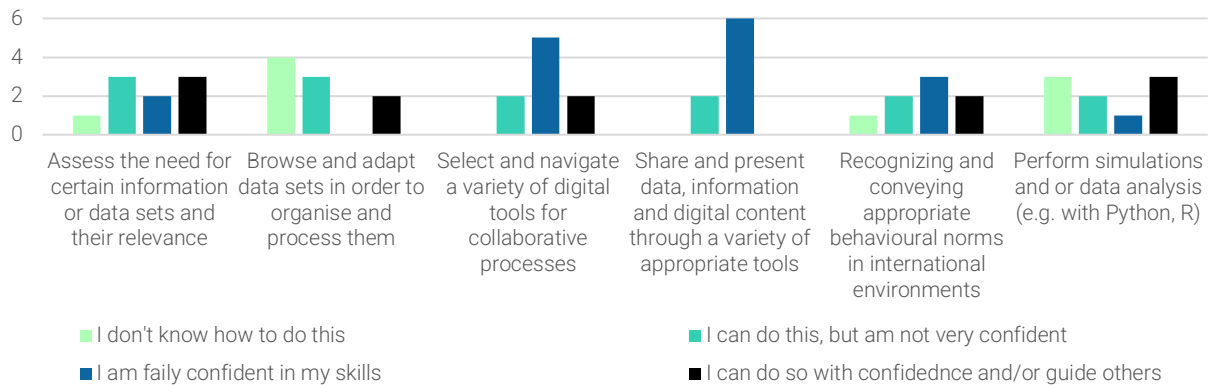 6
4
2
0
Assess the need for
certain information
or data sets and
their relevance
Browse and adapt
data sets in order to
organise and
process them
Select and navigate
a variety of digital
tools for
collaborative
processes
Share and present
data, information
and digital content
through a variety of
appropriate tools
Recognizing and
conveying
appropriate
behavioural norms
in international
environments
Perform simulations
and or data analysis
(e.g. with Python, R)
I don't know how to do this
I can do this, but am not very confident
I am faily confident in my skills
I can do so with confidednce and/or guide others